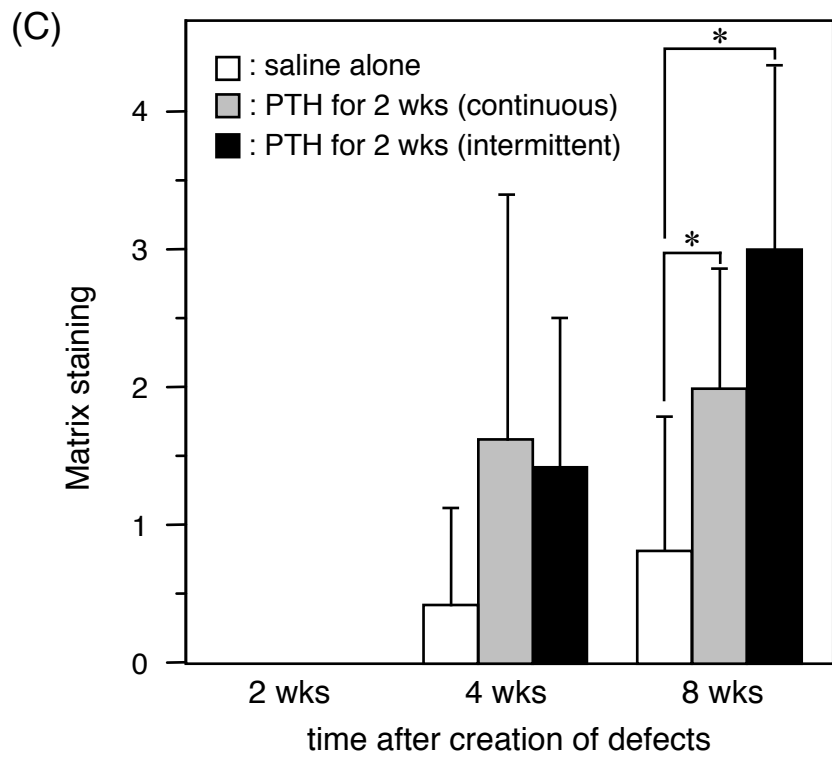 (C)
: saline alone
: PTH for 2 wks (continuous)
: PTH for 2 wks (intermittent)
*
*
Matrix staining
4
3
2
1
0
2 wks 4 wks 8 wks
time after creation of defects